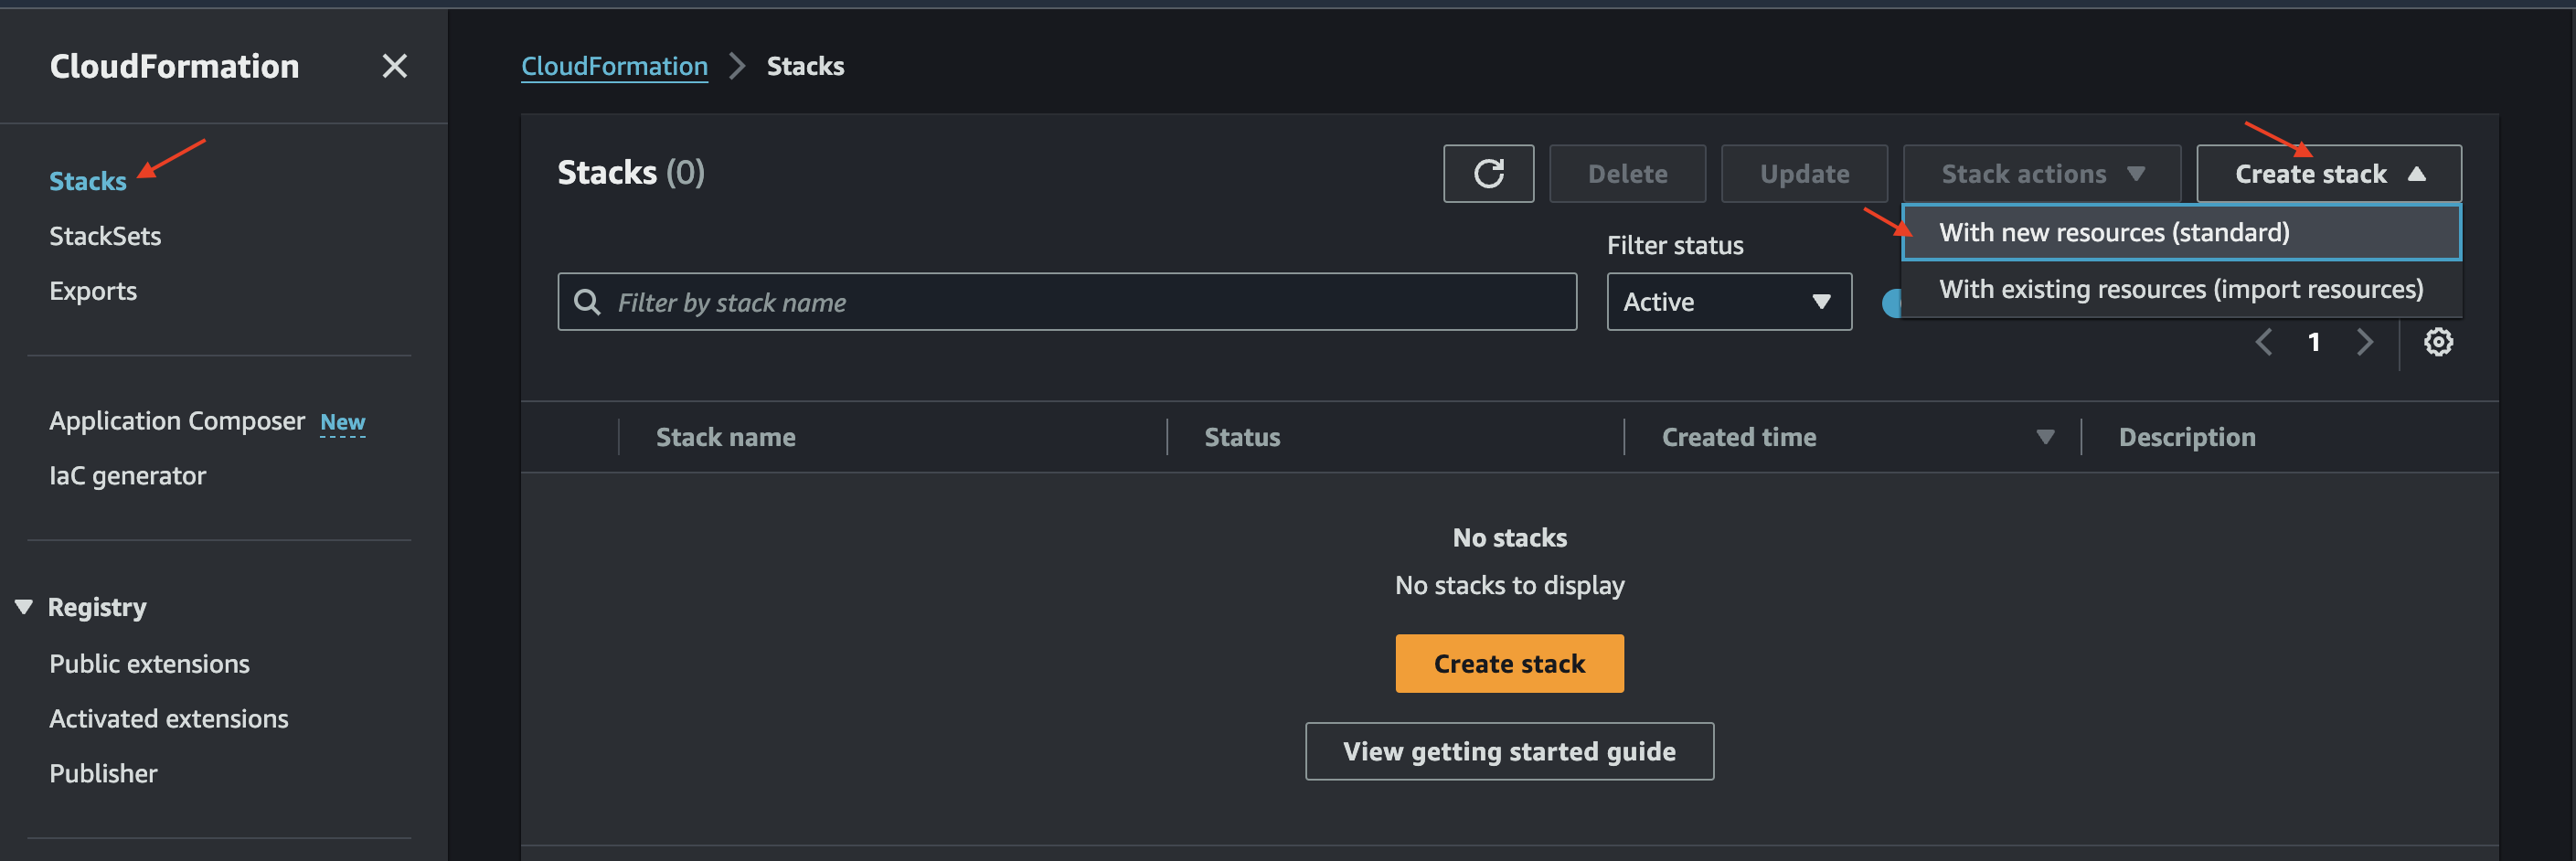 CloudFormation
Stacks
StackSets
Exports
Application Composer New
IaC generator
Registry
Public extensions
Activated extensions
Publisher
CloudFormation Stacks
Stacks (0)
Delete
Update
Stack actions
Create stack
With new resources (standard)
With existing resources (import resources)
Filter status
Filter by stack name
Active
1
Stack name Status Created time Description
No stacks
No stacks to display
Create stack
View getting started guide